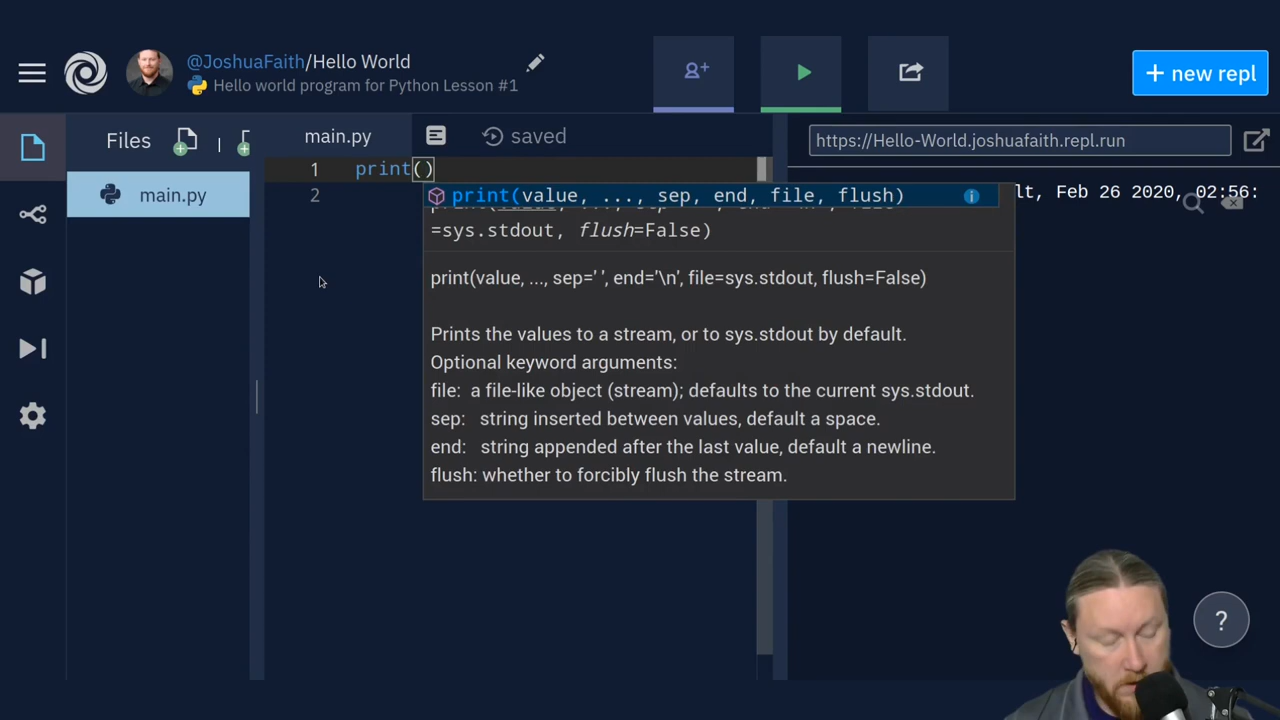 @JoshuaFaith/Hello World
Hello world program for Python Lesson #1
+ new repl
Files
main.py
main.py
saved
https://Hello-World.joshuafaith.repl.run
1 print()
2
print(value, ..., sep, end, file, flush)
lt, Feb 26 2020, 02:56:
=sys.stdout, flush=False)
print(value, ..., sep=' ', end='\n', file=sys.stdout, flush=False)
Prints the values to a stream, or to sys.stdout by default.
Optional keyword arguments:
file: a file-like object (stream); defaults to the current sys.stdout.
sep: string inserted between values, default a space.
end: string appended after the last value, default a newline.
flush: whether to forcibly flush the stream.
?